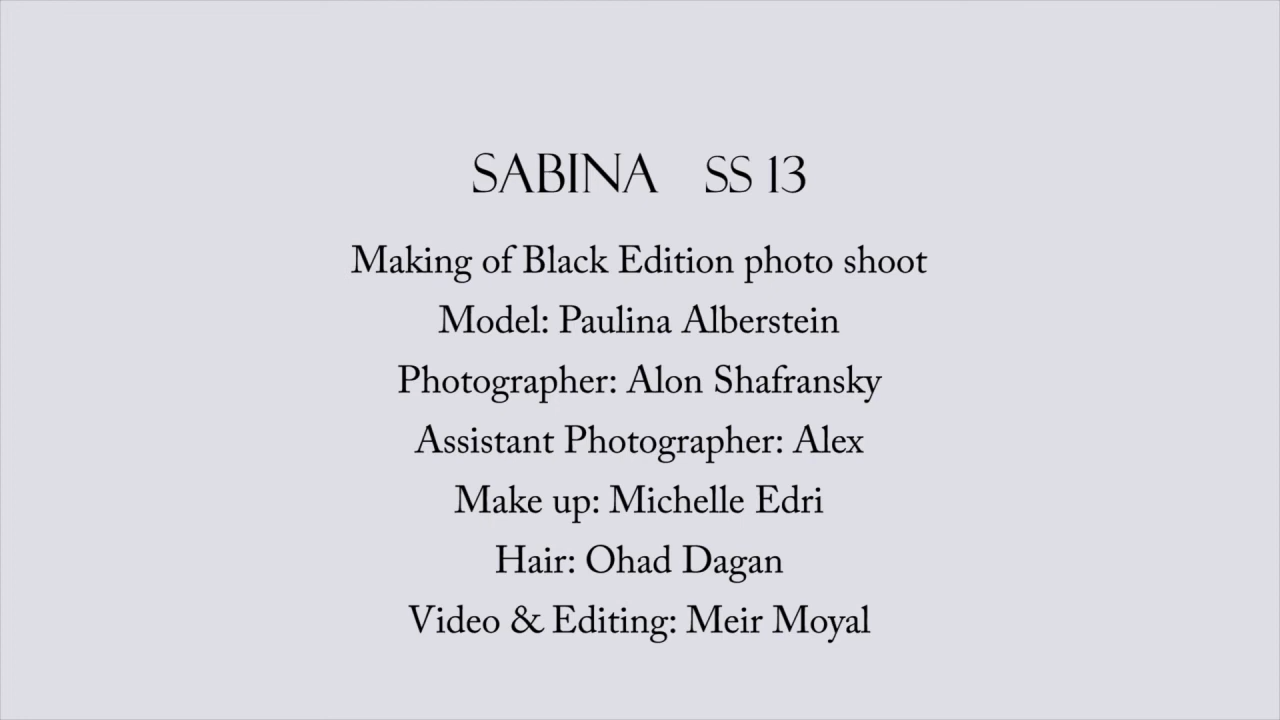 SABINA SS 13
Making of Black Edition photo shoot
Model: Paulina Alberstein
Photographer: Alon Shafransky
Assistant Photographer: Alex
Make up: Michelle Edri
Hair: Ohad Dagan
Video & Editing: Meir Moyal